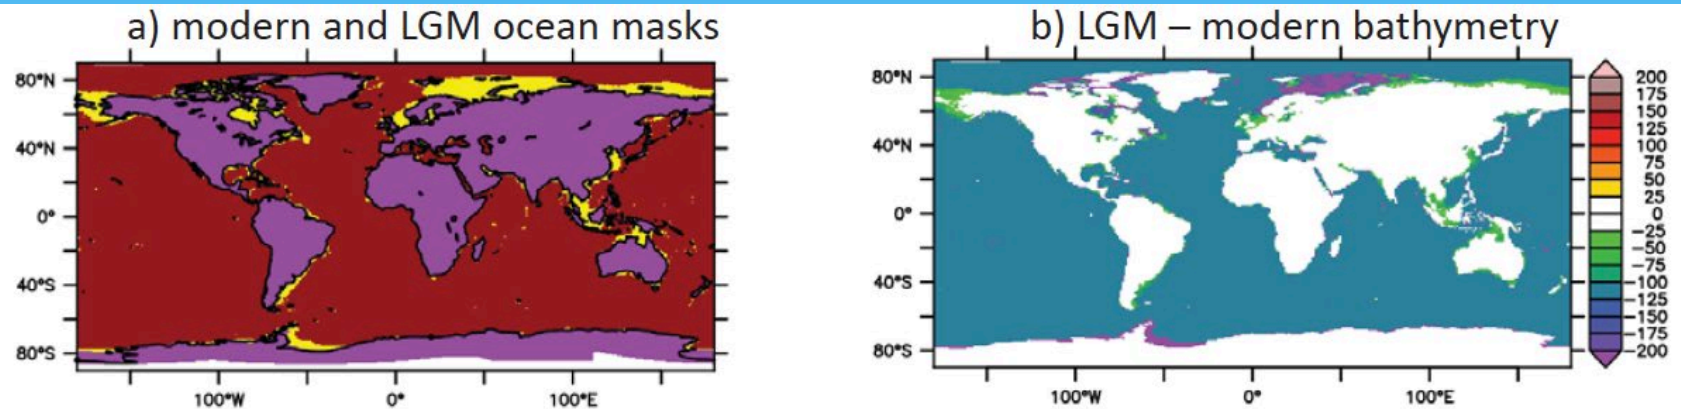 a) modern and LGM ocean masks
80°N
40°N
0°
40°S
80°S
100°W 0° 100°E
b) LGM – modern bathymetry
80°N
40°N
0°
40°S
80°S
100°W 0° 100°E
200
175
150
125
100
75
50
25
0
−25
−50
−75
−100
−125
−150
−175
−200